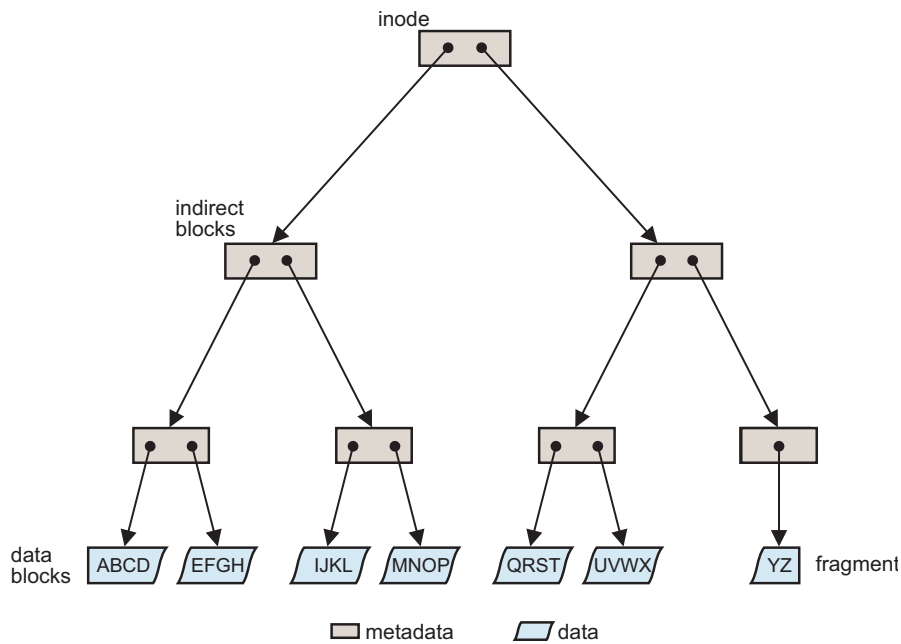 inode
indirect
blocks
data
blocks
ABCD
EFGH
IJKL
MNOP
QRST
UVWX
YZ
fragment
metadata
data